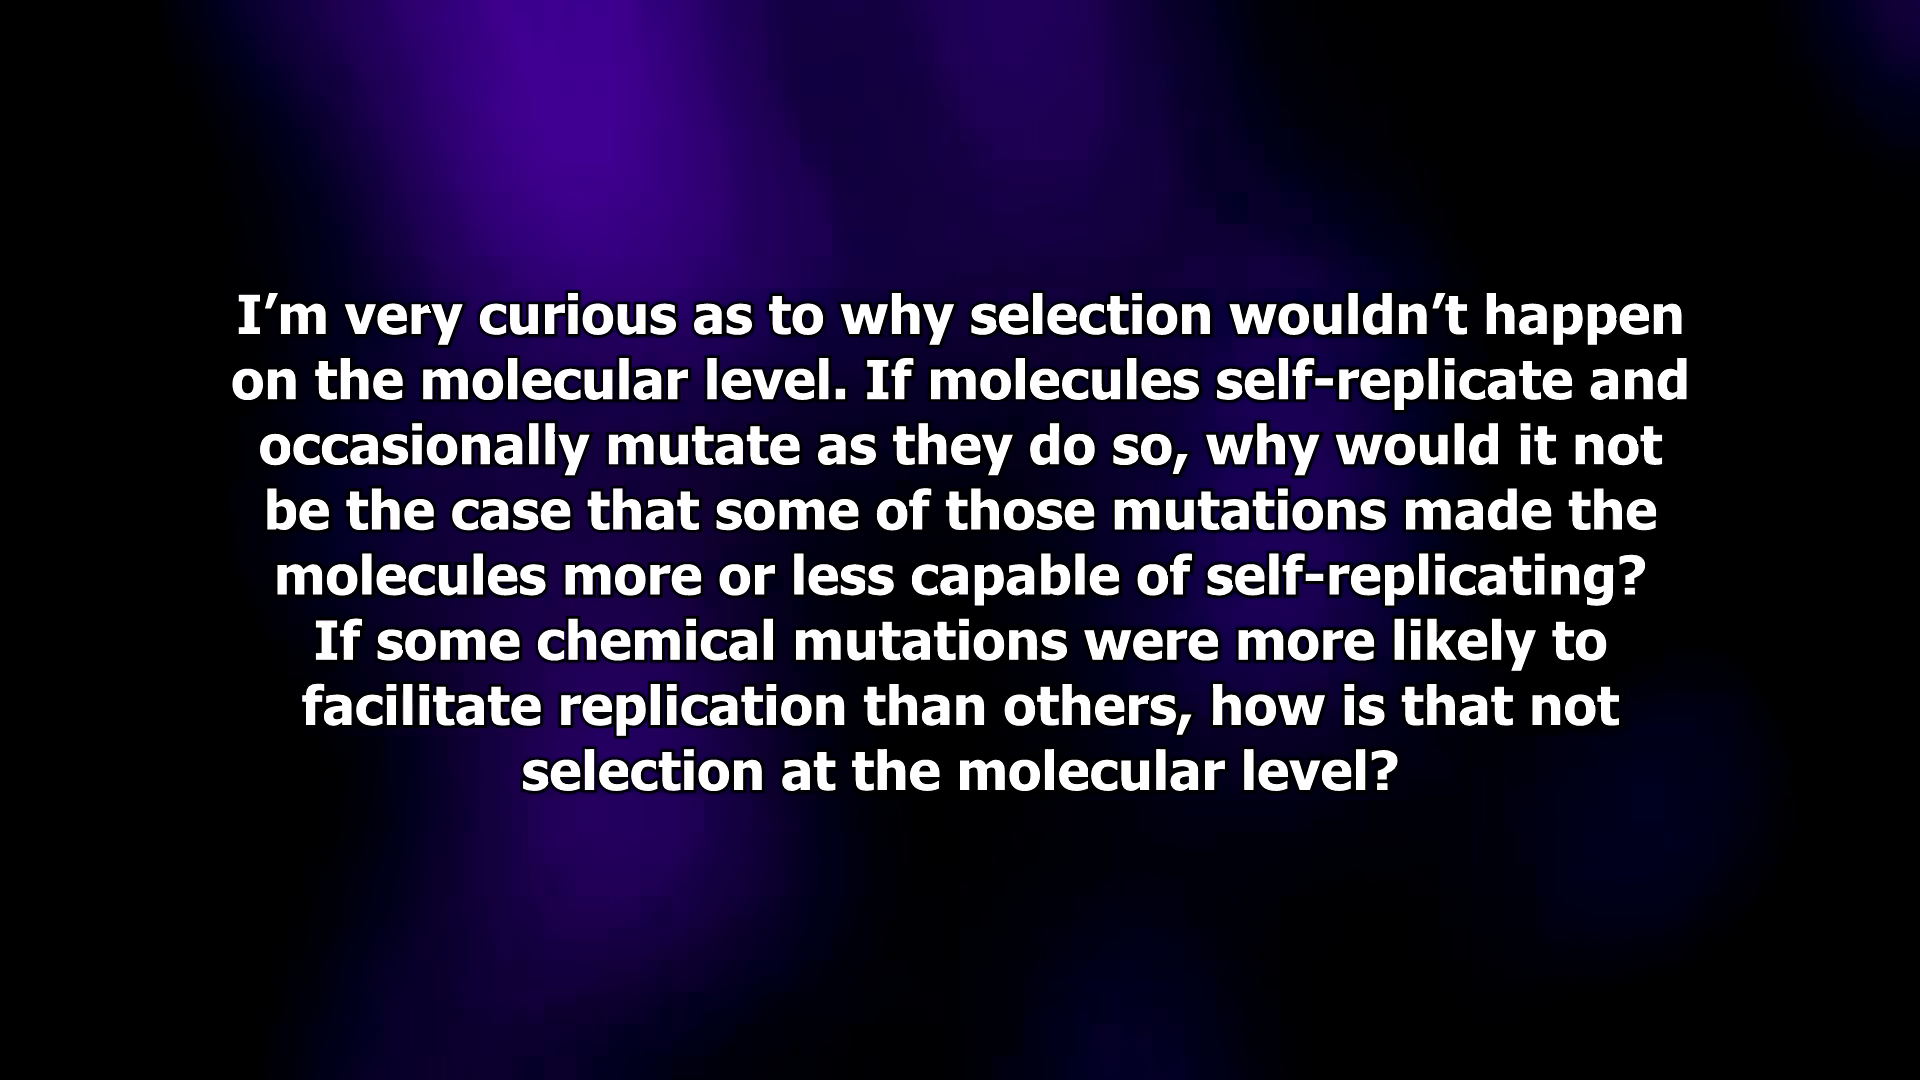 I’m very curious as to why selection wouldn’t happen
on the molecular level. If molecules self-replicate and
occasionally mutate as they do so, why would it not
be the case that some of those mutations made the
molecules more or less capable of self-replicating?
If some chemical mutations were more likely to
facilitate replication than others, how is that not
selection at the molecular level?